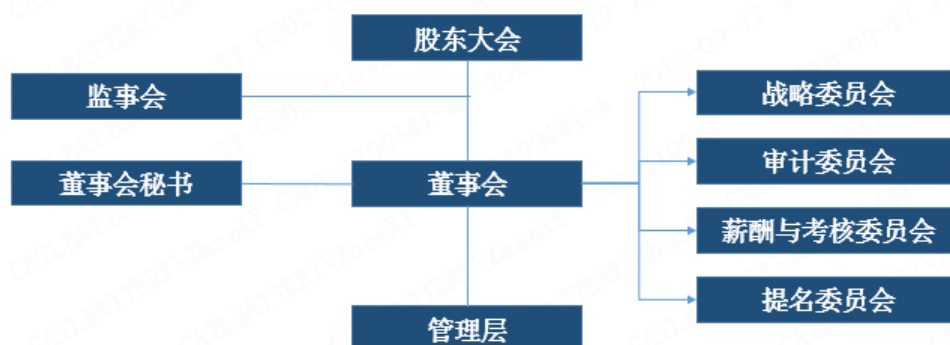 股东大会
监事会
战略委员会
审计委员会
董事会秘书
董事会
薪酬与考核委员会
提名委员会
管理层